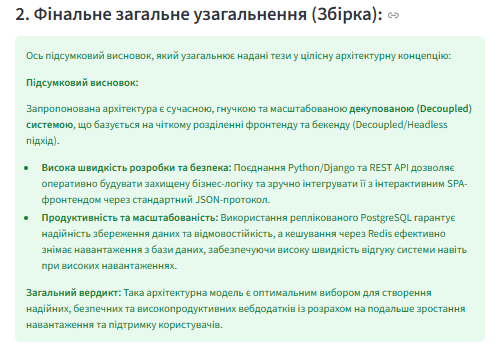 2. Фінальне загальне узагальнення (Збірка):
Ось підсумковий висновок, який узагальнює надані тези у цілісну архітектурну концепцію:
Підсумковий висновок:
Запропонована архітектура є сучасною, гнучкою та масштабованою декупованою (Decoupled)
системою, що базується на чіткому розділенні фронтенду та бекенду (Decoupled/Headless
підхід).
• Висока швидкість розробки та безпека: Поєднання Python/Django та REST API дозволяє
оперативно будувати захищену бізнес-логіку та зручно інтегрувати її з інтерактивним SPA-
фронтендом через стандартний JSON-протокол.
• Продуктивність та масштабованість: Використання реплікованого PostgreSQL гарантує
надійність збереження даних та відмовостійкість, а кешування через Redis ефективно
знімає навантаження з бази даних, забезпечуючи високу швидкість відгуку системи навіть
при високих навантаженнях.
Загальний вердикт: Така архітектурна модель є оптимальним вибором для створення
надійних, безпечних та високопродуктивних вебдодатків із розрахом на подальше зростання
навантаження та підтримку користувачів.